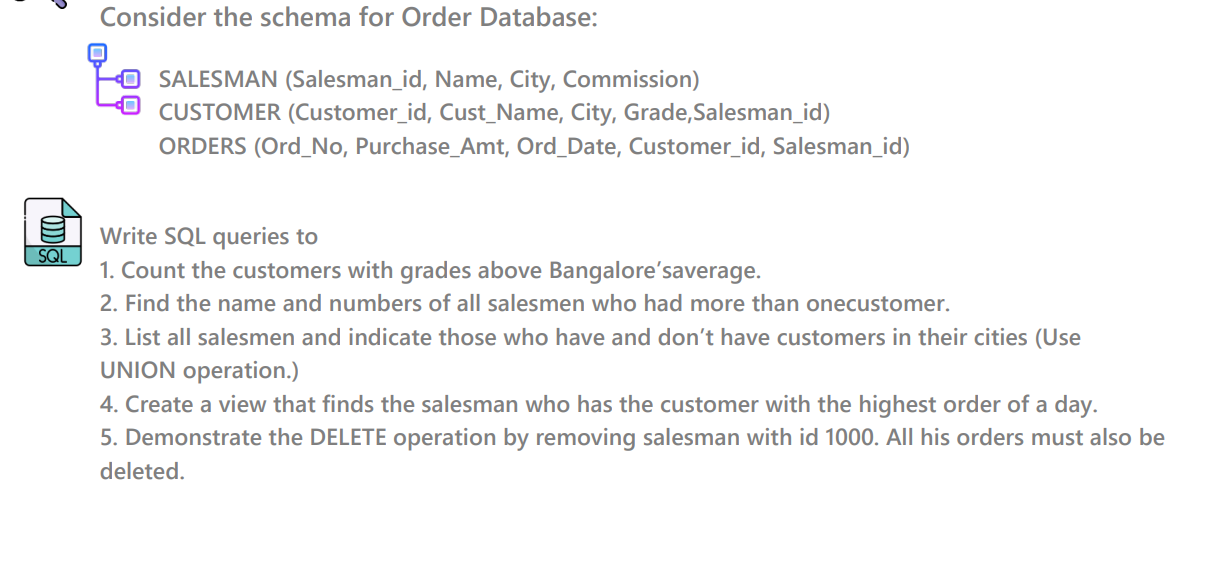 Consider the schema for Order Database:
SALESMAN (Salesman_id, Name, City, Commission)
CUSTOMER (Customer_id, Cust_Name, City, Grade,Salesman_id)
ORDERS (Ord_No, Purchase_Amt, Ord_Date, Customer_id, Salesman_id)
SQL
Write SQL queries to
1. Count the customers with grades above Bangalore’saverage.
2. Find the name and numbers of all salesmen who had more than onecustomer.
3. List all salesmen and indicate those who have and don’t have customers in their cities (Use
UNION operation.)
4. Create a view that finds the salesman who has the customer with the highest order of a day.
5. Demonstrate the DELETE operation by removing salesman with id 1000. All his orders must also be
deleted.